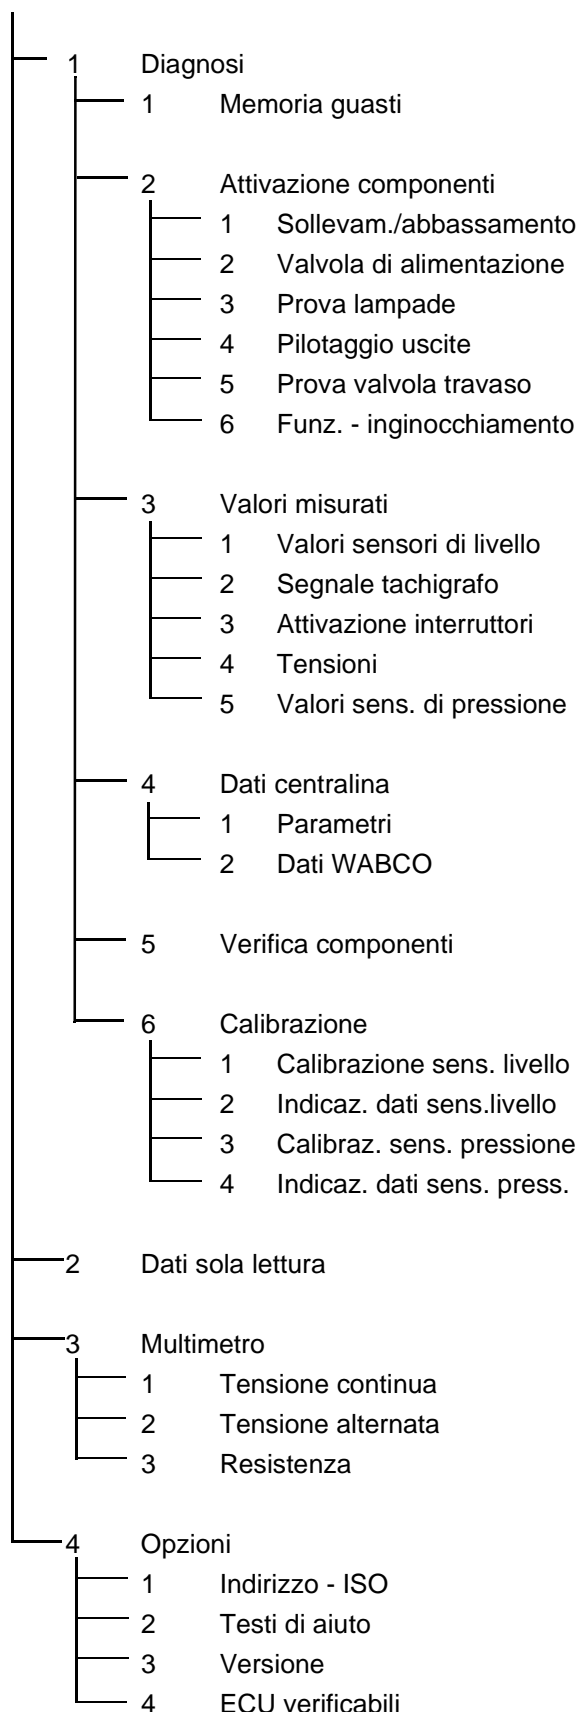 1 Diagnosi
1 Memoria guasti
2 Attivazione componenti
1 Sollevam./abbassamento
2 Valvola di alimentazione
3 Prova lampade
4 Pilotaggio uscite
5 Prova valvola travaso
6 Funz. - inginocchiamento
3 Valori misurati
1 Valori sensori di livello
2 Segnale tachigrafo
3 Attivazione interruttori
4 Tensioni
5 Valori sens. di pressione
4 Dati centralina
1 Parametri
2 Dati WABCO
5 Verifica componenti
6 Calibrazione
1 Calibrazione sens. livello
2 Indicaz. dati sens.livello
3 Calibraz. sens. pressione
4 Indicaz. dati sens. press.
2 Dati sola lettura
3 Multimetro
1 Tensione continua
2 Tensione alternata
3 Resistenza
4 Opzioni
1 Indirizzo - ISO
2 Testi di aiuto
3 Versione
4 ECU verificabili